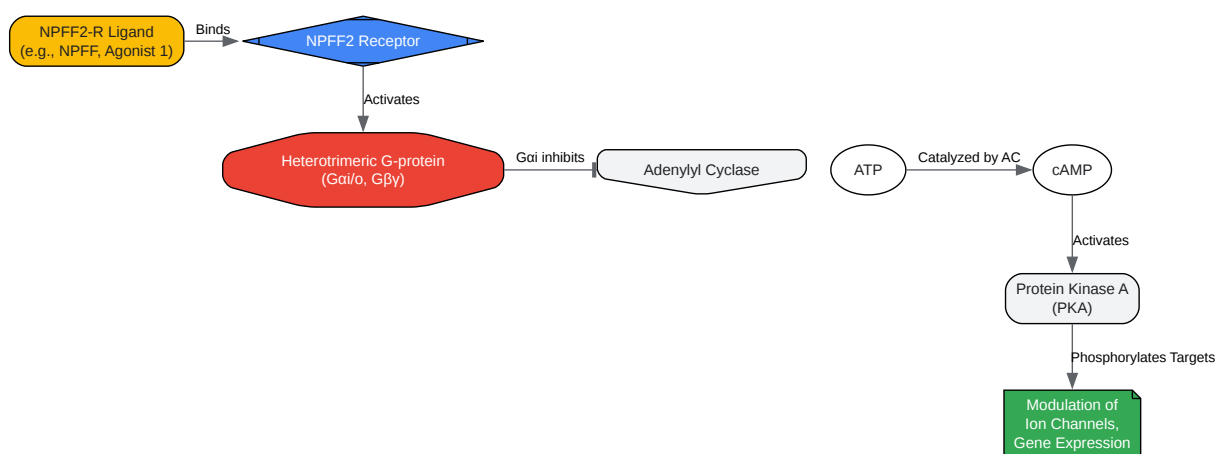 NPFF2-R Ligand
(e.g., NPFF, Agonist 1)
Binds
NPFF2 Receptor
Activates
Heterotrimeric G-protein
(Gαi/o, Gβγ)
Gαi inhibits
Adenylyl Cyclase
ATP
Catalyzed by AC
cAMP
Activates
Protein Kinase A
(PKA)
Phosphorylates Targets
Modulation of
Ion Channels,
Gene Expression